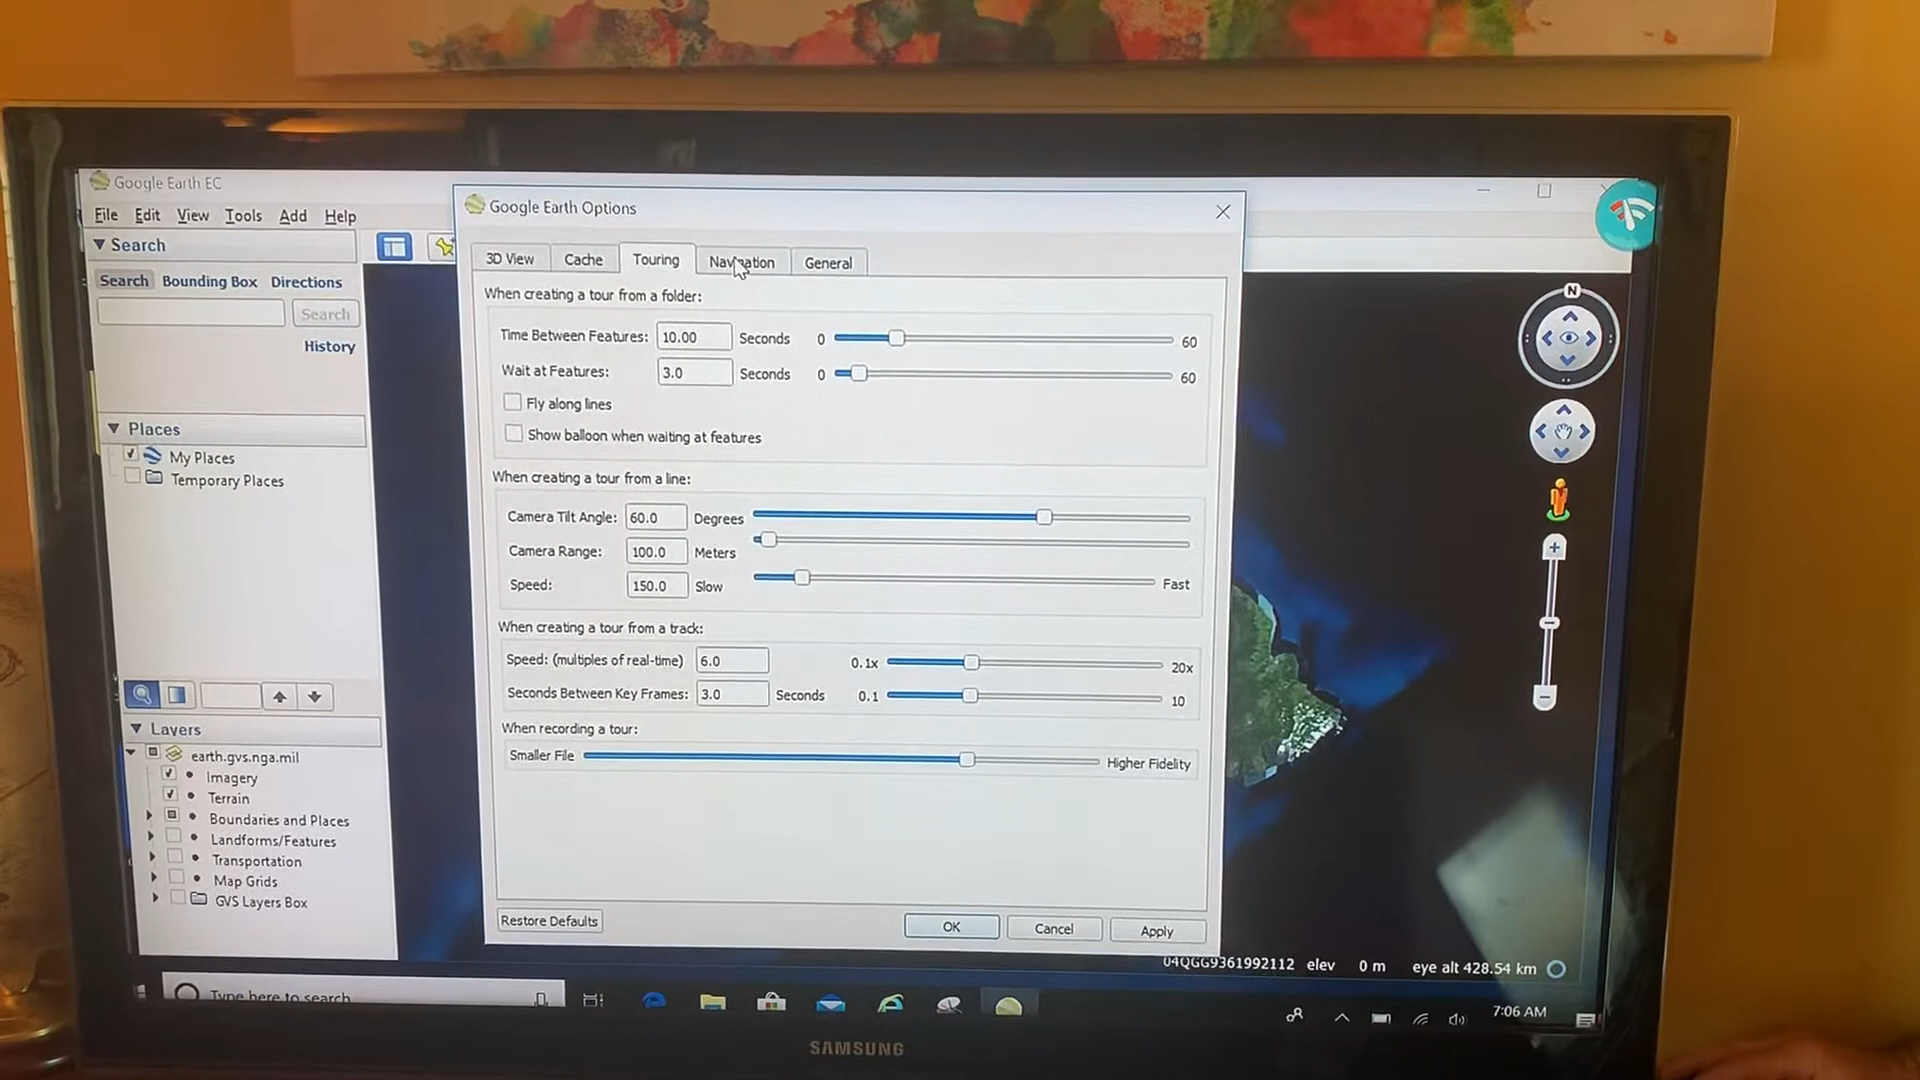 Google Earth EC
File Edit View Tools Add Help
Search
Search Bounding Box Directions
Search
History
Places
My Places
Temporary Places
Layers
earth.gvs.nga.mil
Imagery
Terrain
Boundaries and Places
Landforms/Features
Transportation
Map Grids
GVS Layers Box
Google Earth Options
3D View Cache Touring Navigation General
When creating a tour from a folder:
Time Between Features: 10.00 Seconds 0 60
Wait at Features: 3.0 Seconds 0 60
Fly along lines
Show balloon when waiting at features
When creating a tour from a line:
Camera Tilt Angle: 60.0 Degrees
Camera Range: 100.0 Meters
Speed: 150.0 Slow Fast
When creating a tour from a track:
Speed: (multiples of real-time) 6.0 0.1x 20x
Seconds Between Key Frames: 3.0 Seconds 0.1 10
When recording a tour:
Smaller File Higher Fidelity
Restore Defaults OK Cancel Apply
N
04QGG9361992112 elev 0 m eye alt 428.54 km
Type here to search
7:06 AM
SAMSUNG